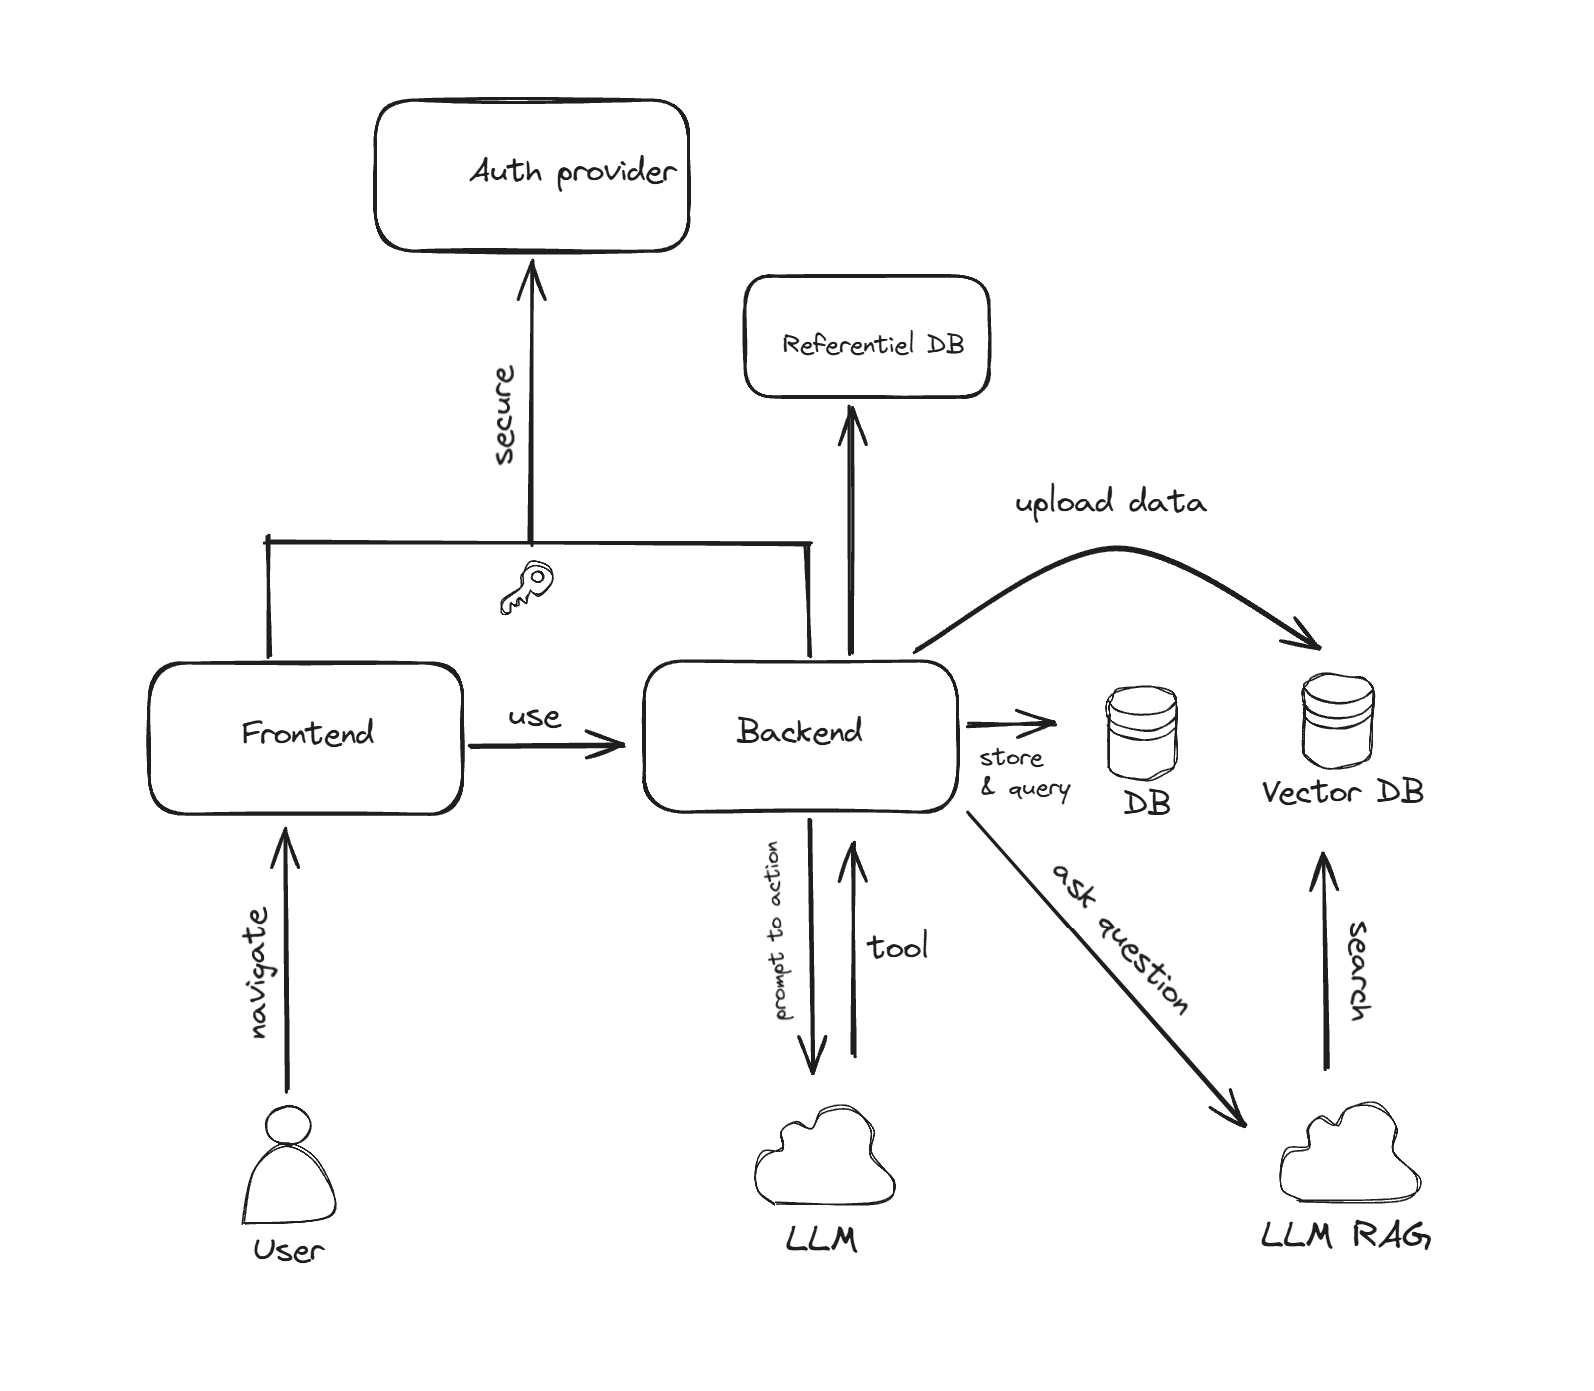 Auth provider
Referentiel DB
secure
upload data
Frontend
use
Backend
store
& query
DB
Vector DB
navigate
prompt to action
tool
ask question
search
User
LLM
LLM RAG